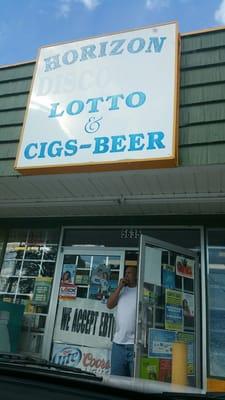 HORIZON
DISCO
LOTTO
&
CIGS-BEER
5635
WE ACCEPT EBT
Lite
Coors